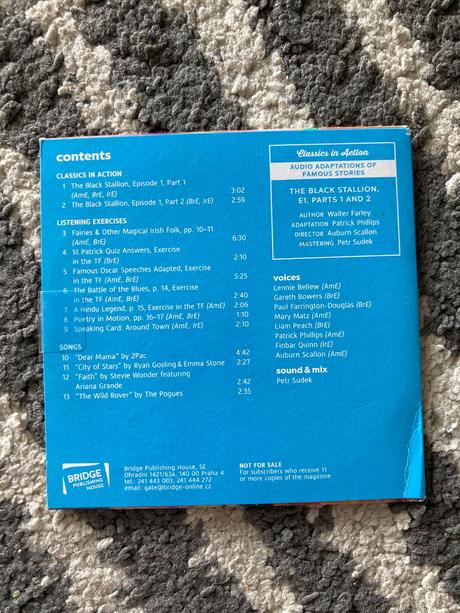 contents
CLASSICS IN ACTION
1 The Black Stallion, Episode 1, Part 1
(AmE, BrE, IrE) 3:02
2 The Black Stallion, Episode 1, Part 2 (BrE, IrE) 2:59
LISTENING EXERCISES
3 Fairies & Other Magical Irish Folk, pp. 10–11
(AmE, BrE) 6:30
4 St Patrick Quiz Answers, Exercise
in the TF (BrE) 2:10
5 Famous Oscar Speeches Adapted, Exercise
in the TF (AmE) 5:25
6 The Battle of the Blues, p. 14, Exercise
in the TF (AmE, BrE) 2:40
7 A Hindu Legend, p. 15, Exercise in the TF (AmE) 2:06
8 Poetry in Motion, pp. 16–17 (AmE, BrE) 1:10
9 Speaking Card: Around Town (AmE, IrE) 2:10
SONGS
10 "Dear Mama" by 2Pac 4:42
11 "City of Stars" by Ryan Gosling & Emma Stone 2:27
12 "Faith" by Stevie Wonder featuring
Ariana Grande 2:42
13 "The Wild Rover" by The Pogues 2:35
Classics in Action
AUDIO ADAPTATIONS OF
FAMOUS STORIES
THE BLACK STALLION,
E1, PARTS 1 AND 2
AUTHOR Walter Farley
ADAPTATION Patrick Phillips
DIRECTOR Auburn Scallon
MASTERING Petr Sudek
voices
Lennie Bellew (AmE)
Gareth Bowers (BrE)
Paul Farrington-Douglas (BrE)
Mary Matz (AmE)
Liam Peach (BrE)
Patrick Phillips (AmE)
Finbar Quinn (IrE)
Auburn Scallon (AmE)
sound & mix
Petr Sudek
BRIDGE
PUBLISHING
HOUSE
Bridge Publishing House, SE
Ohradní 1421/63a, 140 00 Praha 4
tel.: 241 443 003, 241 444 272
email: gate@bridge-online.cz
NOT FOR SALE
For subscribers who receive 11
or more copies of the magazine